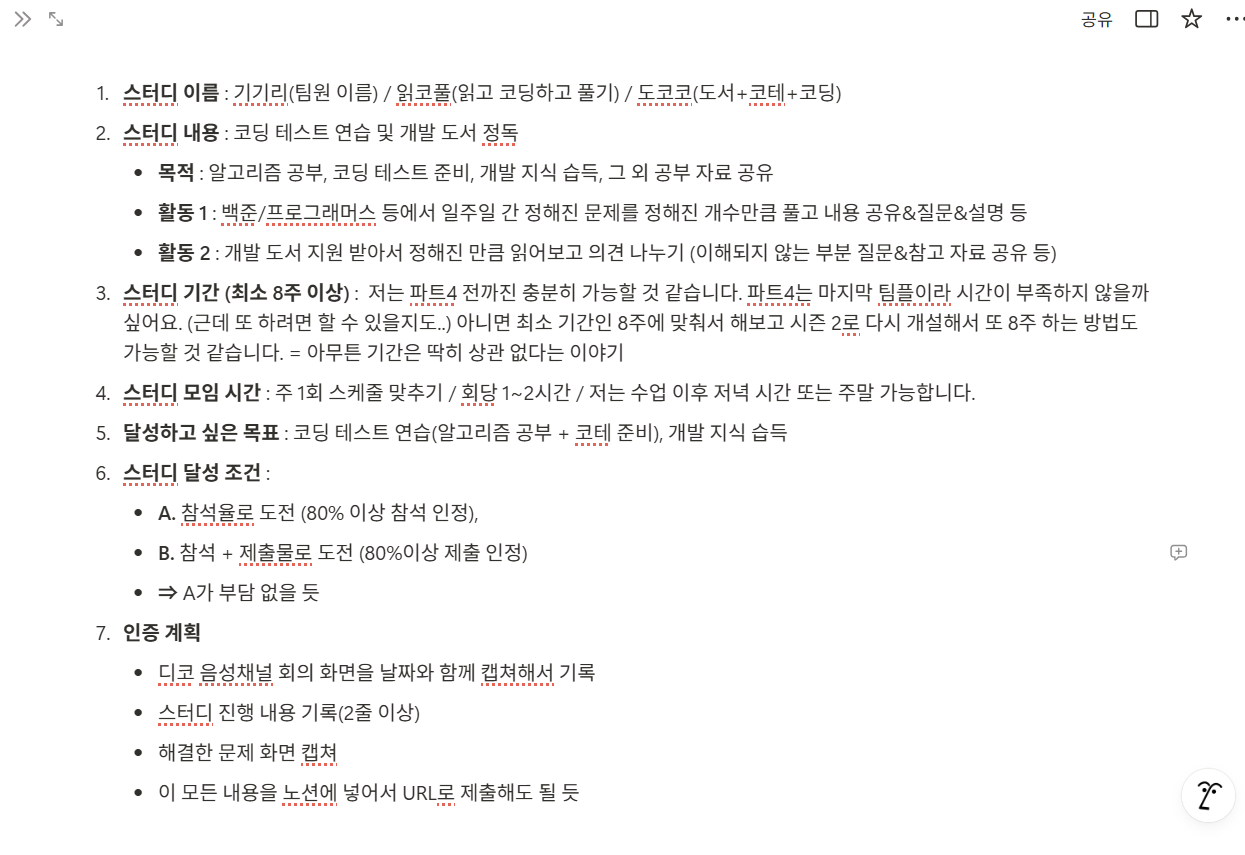 공유
1. 스터디 이름 : 기기리(팀원 이름) / 읽코풀(읽고 코딩하고 풀기) / 도코코(도서+코테+코딩)
2. 스터디 내용 : 코딩 테스트 연습 및 개발 도서 정독
• 목적 : 알고리즘 공부, 코딩 테스트 준비, 개발 지식 습득, 그 외 공부 자료 공유
• 활동 1 : 백준/프로그래머스 등에서 일주일 간 정해진 문제를 정해진 개수만큼 풀고 내용 공유&질문&설명 등
• 활동 2 : 개발 도서 지원 받아서 정해진 만큼 읽어보고 의견 나누기 (이해되지 않는 부분 질문&참고 자료 공유 등)
3. 스터디 기간 (최소 8주 이상) : 저는 파트4 전까진 충분히 가능할 것 같습니다. 파트4는 마지막 팀플이라 시간이 부족하지 않을까
싶어요. (근데 또 하려면 할 수 있을지도..) 아니면 최소 기간인 8주에 맞춰서 해보고 시즌 2로 다시 개설해서 또 8주 하는 방법도
가능할 것 같습니다. = 아무튼 기간은 딱히 상관 없다는 이야기
4. 스터디 모임 시간 : 주 1회 스케줄 맞추기 / 회당 1~2시간 / 저는 수업 이후 저녁 시간 또는 주말 가능합니다.
5. 달성하고 싶은 목표 : 코딩 테스트 연습(알고리즘 공부 + 코테 준비), 개발 지식 습득
6. 스터디 달성 조건 :
• A. 참석율로 도전 (80% 이상 참석 인정),
• B. 참석 + 제출물로 도전 (80%이상 제출 인정)
• ⇒ A가 부담 없을 듯
7. 인증 계획
• 디코 음성채널 회의 화면을 날짜와 함께 캡쳐해서 기록
• 스터디 진행 내용 기록(2줄 이상)
• 해결한 문제 화면 캡쳐
• 이 모든 내용을 노션에 넣어서 URL로 제출해도 될 듯